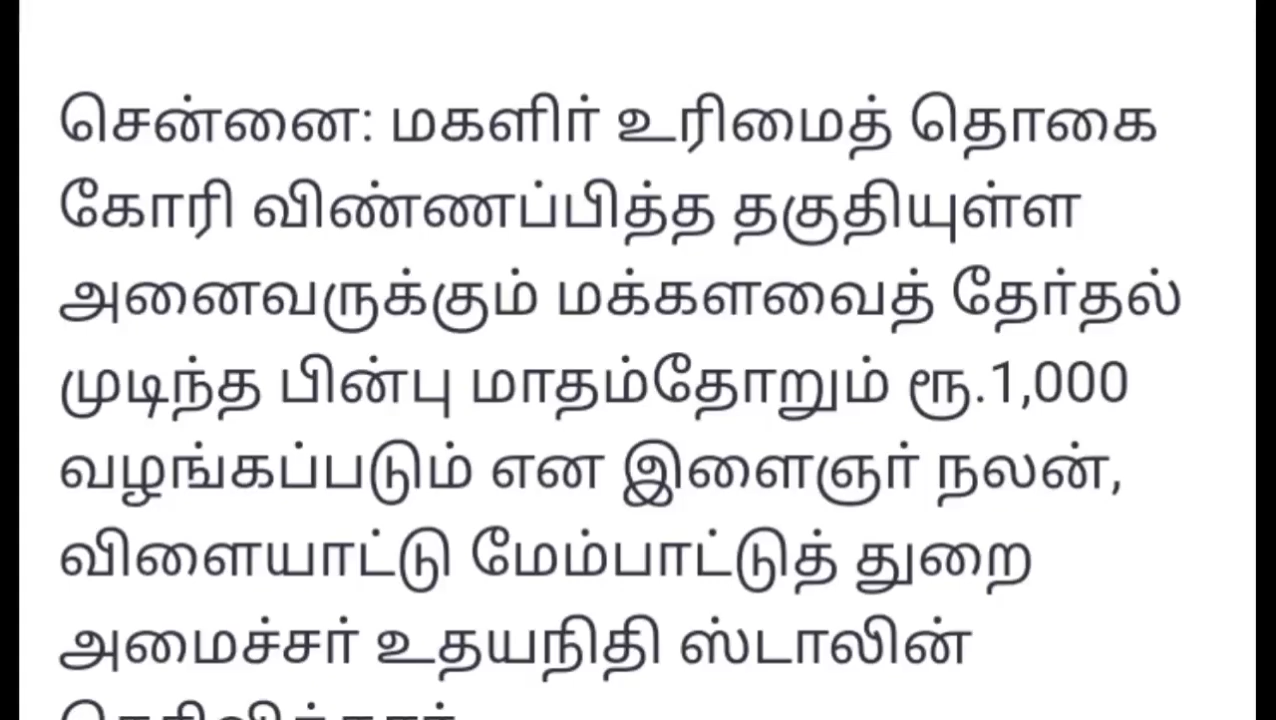 சென்னை: மகளிர் உரிமைத் தொகை
கோரி விண்ணப்பித்த தகுதியுள்ள
அனைவருக்கும் மக்களவைத் தேர்தல்
முடிந்த பின்பு மாதம்தோறும் ரூ.1,000
வழங்கப்படும் என இளைஞர் நலன்,
விளையாட்டு மேம்பாட்டுத் துறை
அமைச்சர் உதயநிதி ஸ்டாலின்